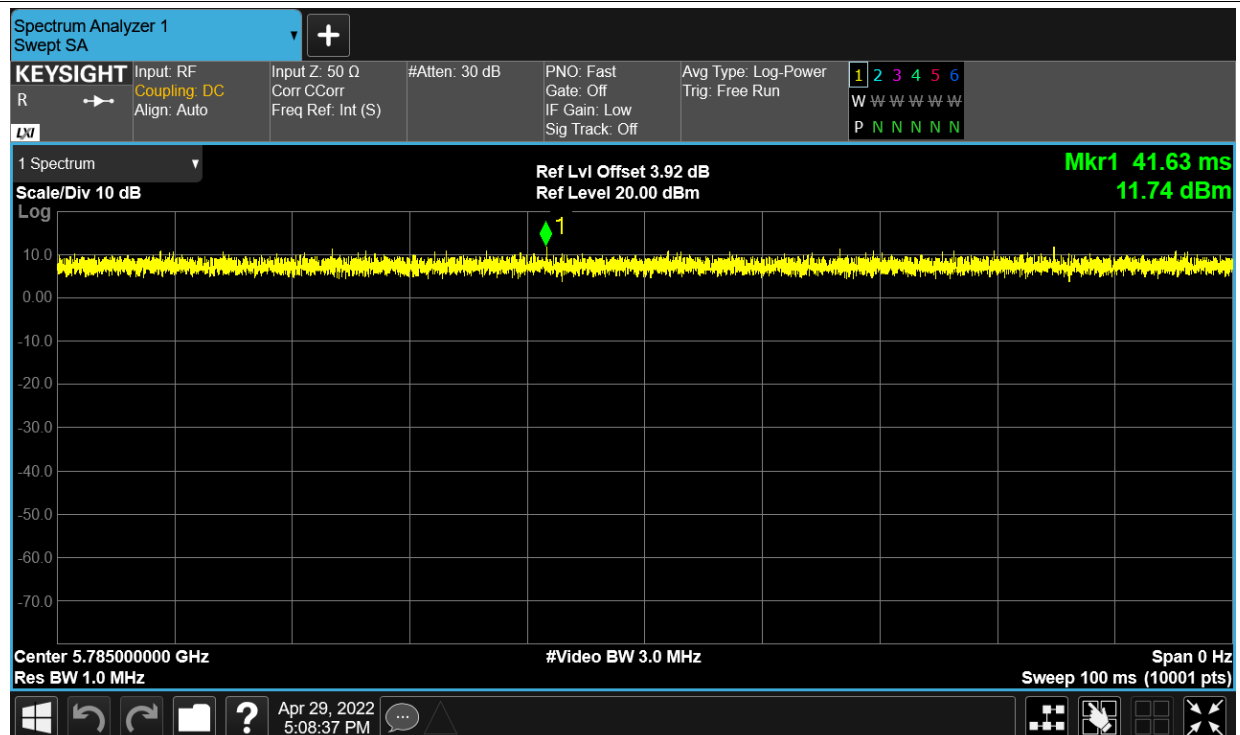 Spectrum Analyzer 1
Swept SA
KEYSIGHT
R
LXI
Input: RF
Coupling: DC
Align: Auto
Input Z: 50 Ω
Corr CCorr
Freq Ref: Int (S)
#Atten: 30 dB
PNO: Fast
Gate: Off
IF Gain: Low
Sig Track: Off
Avg Type: Log-Power
Trig: Free Run
1 2 3 4 5 6
W W W W W W
P N N N N N
1 Spectrum
Scale/Div 10 dB
Log
Ref Lvl Offset 3.92 dB
Ref Level 20.00 dBm
Mkr1 41.63 ms
11.74 dBm
1
10.0
0.00
-10.0
-20.0
-30.0
-40.0
-50.0
-60.0
-70.0
Center 5.785000000 GHz
Res BW 1.0 MHz
#Video BW 3.0 MHz
Span 0 Hz
Sweep 100 ms (10001 pts)
?
Apr 29, 2022
5:08:37 PM